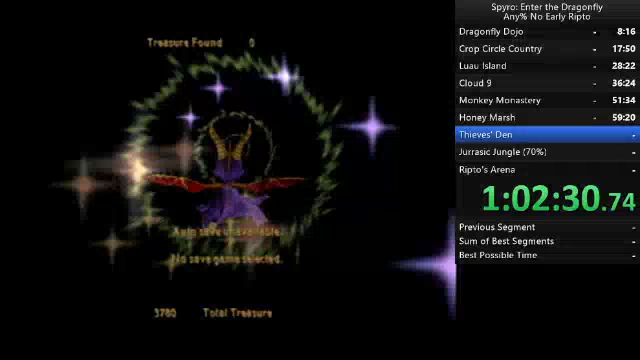 Treasure Found 0
Auto save unavailable.
No save game selected.
3780 Total Treasure
Spyro: Enter the Dragonfly
Any% No Early Ripto
Dragonfly Dojo - 8:16
Crop Circle Country - 17:50
Luau Island - 28:22
Cloud 9 - 36:24
Monkey Monastery - 51:34
Honey Marsh - 59:20
Thieves' Den -
Jurrasic Jungle (70%) -
Ripto's Arena -
1:02:30.74
Previous Segment -
Sum of Best Segments -
Best Possible Time -